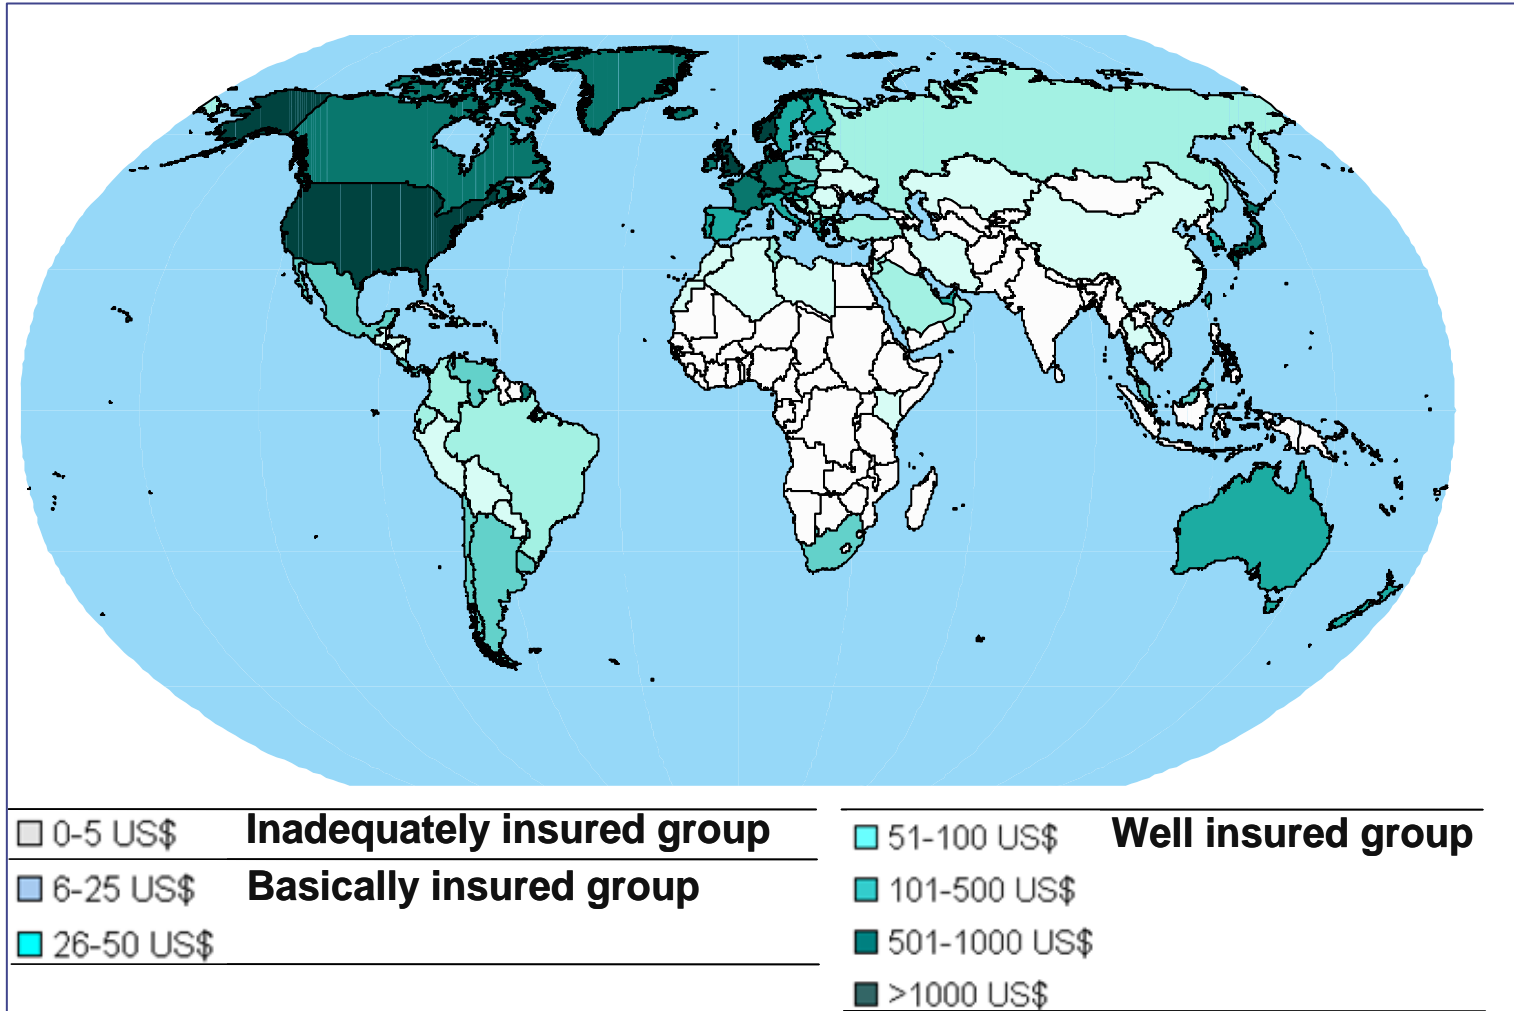 0-5 US$ Inadequately insured group
6-25 US$ Basically insured group
26-50 US$
51-100 US$ Well insured group
101-500 US$
501-1000 US$
>1000 US$